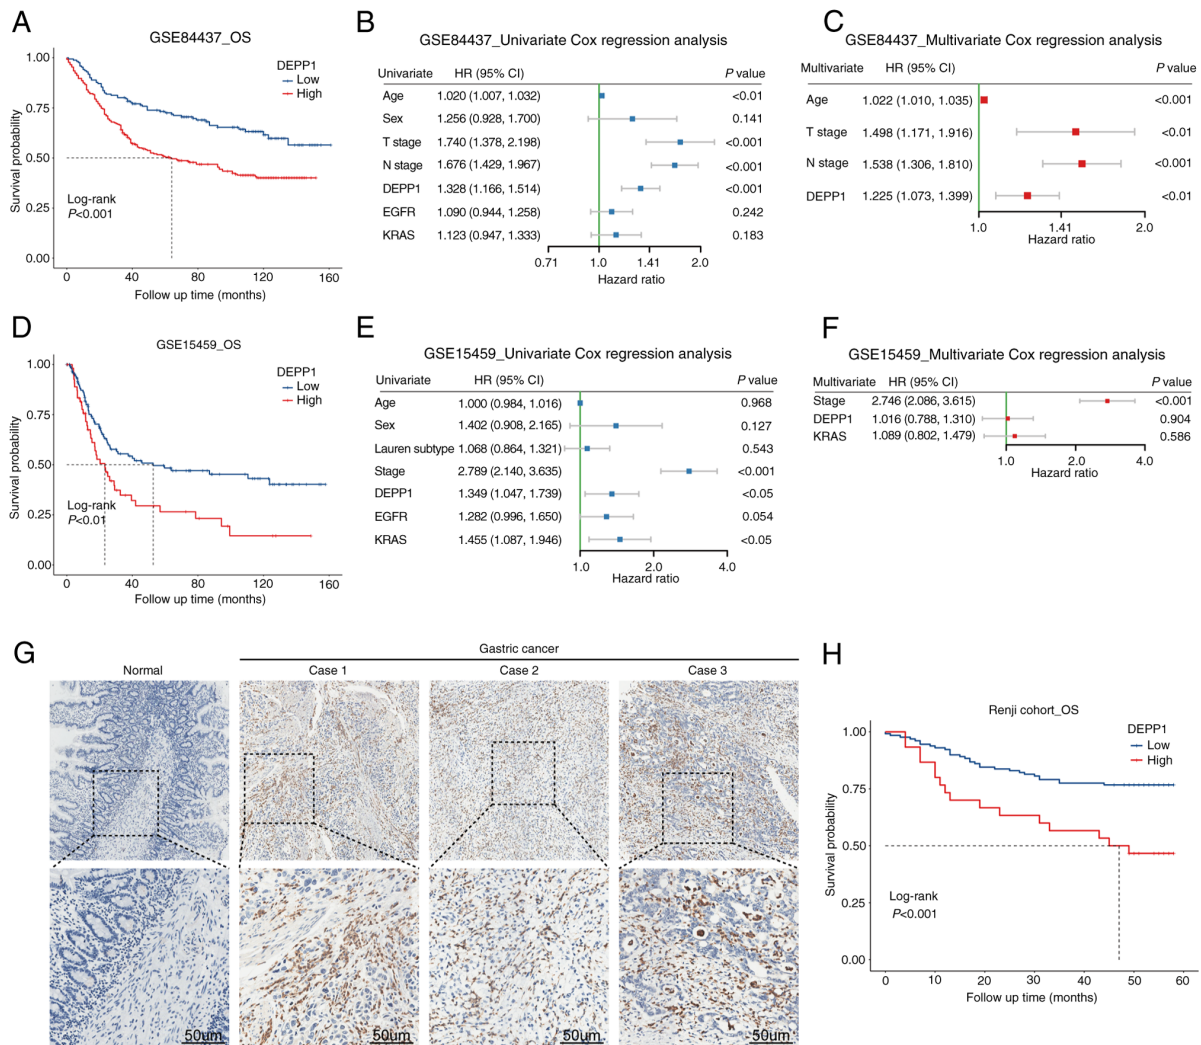 A
GSE84437_OS
DEPP1
Low
High
Survival probability
1.00
0.75
0.50
0.25
0.00
Log-rank
P<0.001
0 40 80 120 160
Follow up time (months)
B
GSE84437_Univariate Cox regression analysis
Univariate HR (95% CI) P value
Age 1.020 (1.007, 1.032) <0.01
Sex 1.256 (0.928, 1.700) 0.141
T stage 1.740 (1.378, 2.198) <0.001
N stage 1.676 (1.429, 1.967) <0.001
DEPP1 1.328 (1.166, 1.514) <0.001
EGFR 1.090 (0.944, 1.258) 0.242
KRAS 1.123 (0.947, 1.333) 0.183
0.71 1.0 1.41 2.0
Hazard ratio
C
GSE84437_Multivariate Cox regression analysis
Multivariate HR (95% CI) P value
Age 1.022 (1.010, 1.035) <0.001
T stage 1.498 (1.171, 1.916) <0.01
N stage 1.538 (1.306, 1.810) <0.001
DEPP1 1.225 (1.073, 1.399) <0.01
1.0 1.41 2.0
Hazard ratio
D
GSE15459_OS
DEPP1
Low
High
Survival probability
1.00
0.75
0.50
0.25
0.00
Log-rank
P<0.01
0 40 80 120 160
Follow up time (months)
E
GSE15459_Univariate Cox regression analysis
Univariate HR (95% CI) P value
Age 1.000 (0.984, 1.016) 0.968
Sex 1.402 (0.908, 2.165) 0.127
Lauren subtype 1.068 (0.864, 1.321) 0.543
Stage 2.789 (2.140, 3.635) <0.001
DEPP1 1.349 (1.047, 1.739) <0.05
EGFR 1.282 (0.996, 1.650) 0.054
KRAS 1.455 (1.087, 1.946) <0.05
1.0 2.0 4.0
Hazard ratio
F
GSE15459_Multivariate Cox regression analysis
Multivariate HR (95% CI) P value
Stage 2.746 (2.086, 3.615) <0.001
DEPP1 1.016 (0.788, 1.310) 0.904
KRAS 1.089 (0.802, 1.479) 0.586
1.0 2.0 4.0
Hazard ratio
G
Gastric cancer
Normal Case 1 Case 2 Case 3
50um 50um 50um 50um
H
Renji cohort_OS
DEPP1
Low
High
Survival probability
1.00
0.75
0.50
0.25
0.00
Log-rank
P<0.001
0 10 20 30 40 50 60
Follow up time (months)